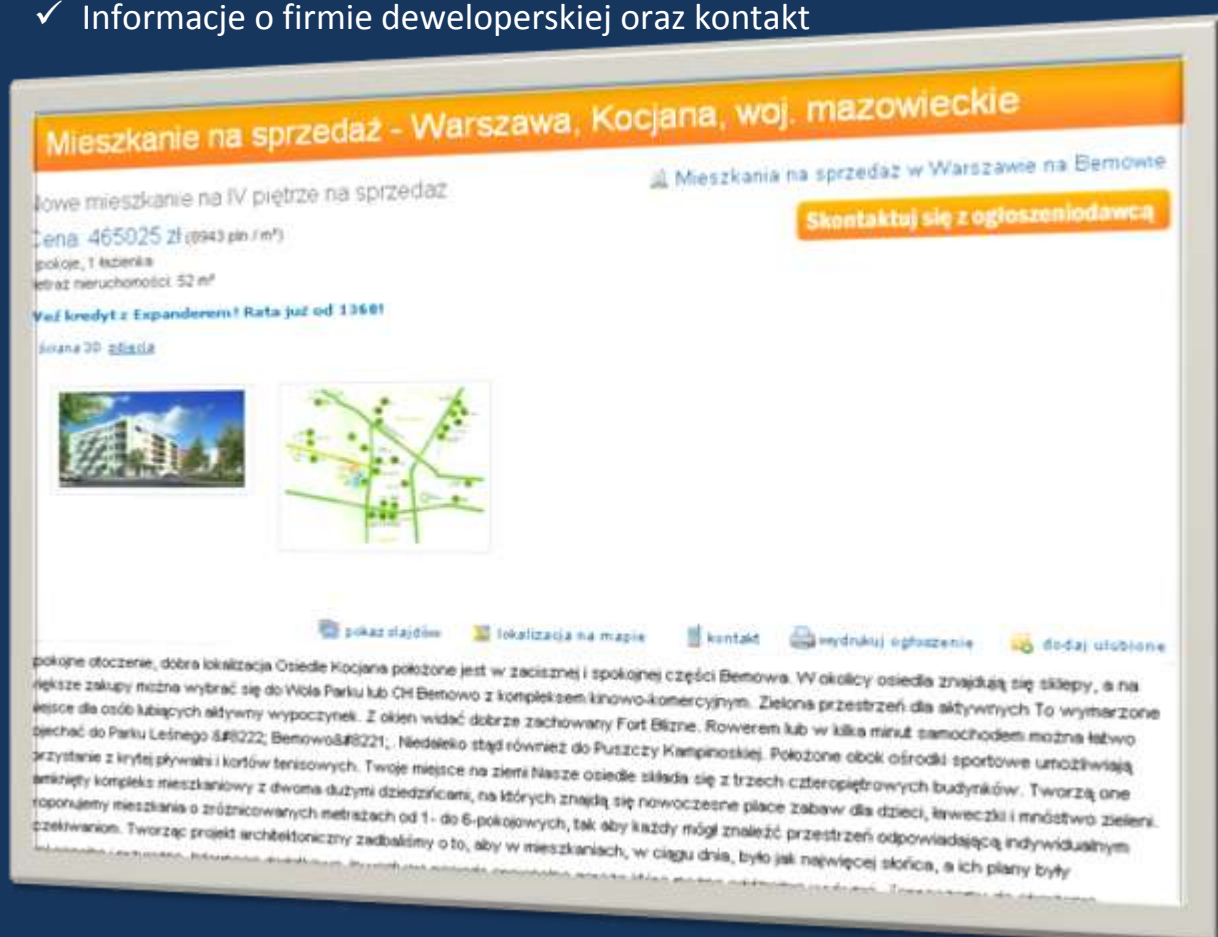 ✓ Informacje o firmie deweloperskiej oraz kontakt
Mieszkanie na sprzedaż - Warszawa, Kocjana, woj. mazowieckie
Mieszkania na sprzedaż w Warszawie na Bemowie
Nowe mieszkanie na IV piętrze na sprzedaż
Skontaktuj się z ogłoszeniodawcą
Cena: 465025 zł (8943 pln / m²)
pokoje, 1 łazienka
metraż nieruchomości: 52 m²
Weź kredyt z Expanderem! Rata już od 1360!
ściana 3D zdjęcia
pokaz slajdów lokalizacja na mapie kontakt wydrukuj ogłoszenie dodaj ulubione
pokojne otoczenie, dobra lokalizacja Osiedle Kocjana położone jest w zacisznej i spokojnej części Bemowa. W okolicy osiedla znajdują się sklepy, a na
większe zakupy można wybrać się do Wola Parku lub CH Bemowo z kompleksem kinowo-komercyjnym. Zielona przestrzeń dla aktywnych To wymarzone
miejsce dla osób lubiących aktywny wypoczynek. Z okien widać dobrze zachowany Fort Blizne. Rowerem lub w kilka minut samochodem można łatwo
ojechać do Parku Leśnego &#8222; Bemowo&#8221;. Niedaleko stąd również do Puszczy Kampinoskiej. Położone obok ośrodki sportowe umożliwiają
orzystanie z krytej pływalni i kortów tenisowych. Twoje miejsce na ziemi Nasze osiedle składa się z trzech czteropiętrowych budynków. Tworzą one
amknięty kompleks mieszkaniowy z dwoma dużymi dziedzińcami, na których znajdą się nowoczesne place zabaw dla dzieci, ławeczki i mnóstwo zieleni.
roponujemy mieszkania o zróżnicowanych metrażach od 1- do 6-pokojowych, tak aby każdy mógł znaleźć przestrzeń odpowiadającą indywidualnym
czekiwaniom. Tworząc projekt architektoniczny zadbaliśmy o to, aby w mieszkaniach, w ciągu dnia, było jak najwięcej słońca, a ich plany były